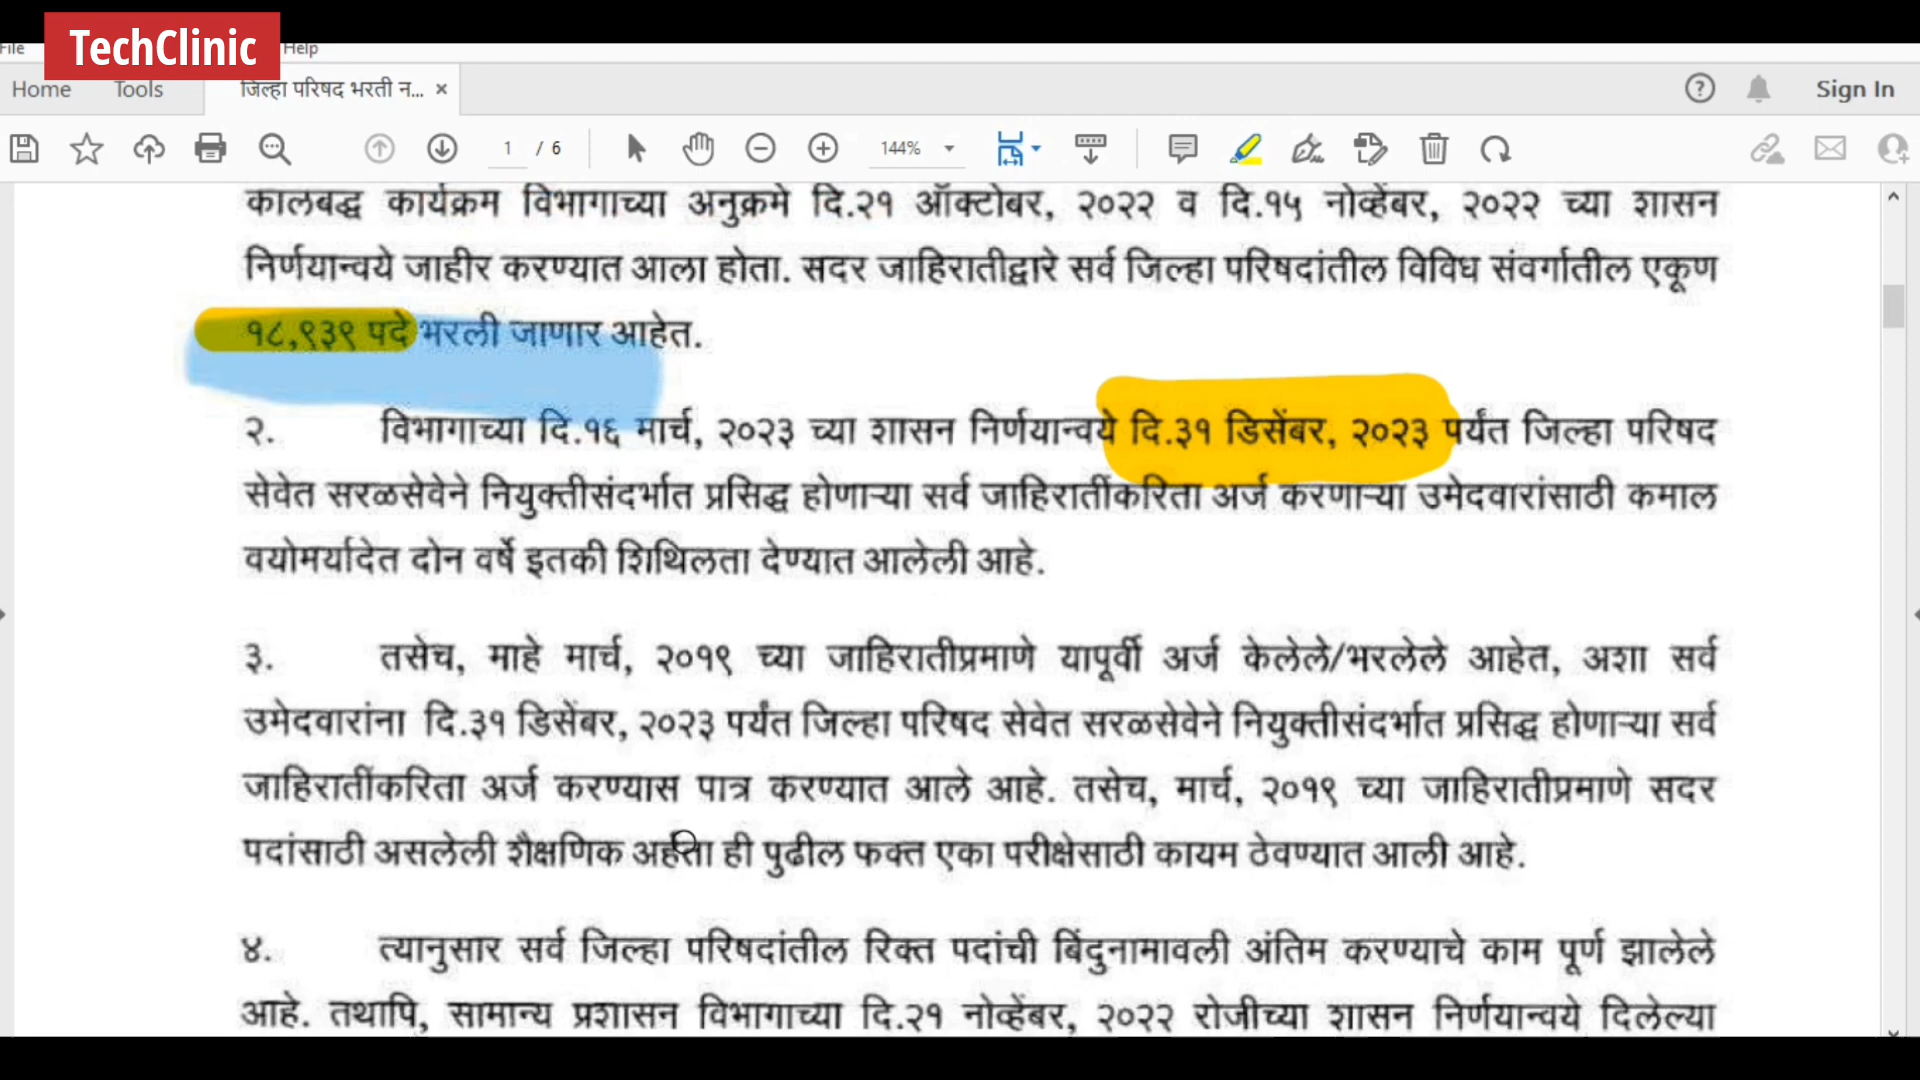 TechClinic
File
Help
Home
Tools
जिल्हा परिषद भरती न... ×
Sign In
1 / 6
144%
कालबद्ध कार्यक्रम विभागाच्या अनुक्रमे दि.२१ ऑक्टोबर, २०२२ व दि.१५ नोव्हेंबर, २०२२ च्या शासन
निर्णयान्वये जाहीर करण्यात आला होता. सदर जाहिरातीद्वारे सर्व जिल्हा परिषदांतील विविध संवर्गातील एकूण
१८,९३९ पदे भरली जाणार आहेत.
२. विभागाच्या दि.१६ मार्च, २०२३ च्या शासन निर्णयान्वये दि.३१ डिसेंबर, २०२३ पर्यंत जिल्हा परिषद
सेवेत सरळसेवेने नियुक्तीसंदर्भात प्रसिद्ध होणाऱ्या सर्व जाहिरातींकरिता अर्ज करणाऱ्या उमेदवारांसाठी कमाल
वयोमर्यादेत दोन वर्षे इतकी शिथिलता देण्यात आलेली आहे.
३. तसेच, माहे मार्च, २०१९ च्या जाहिरातीप्रमाणे यापूर्वी अर्ज केलेले/भरलेले आहेत, अशा सर्व
उमेदवारांना दि.३१ डिसेंबर, २०२३ पर्यंत जिल्हा परिषद सेवेत सरळसेवेने नियुक्तीसंदर्भात प्रसिद्ध होणाऱ्या सर्व
जाहिरातींकरिता अर्ज करण्यास पात्र करण्यात आले आहे. तसेच, मार्च, २०१९ च्या जाहिरातीप्रमाणे सदर
पदांसाठी असलेली शैक्षणिक अर्हता ही पुढील फक्त एका परीक्षेसाठी कायम ठेवण्यात आली आहे.
४. त्यानुसार सर्व जिल्हा परिषदांतील रिक्त पदांची बिंदुनामावली अंतिम करण्याचे काम पूर्ण झालेले
आहे. तथापि, सामान्य प्रशासन विभागाच्या दि.२१ नोव्हेंबर, २०२२ रोजीच्या शासन निर्णयान्वये दिलेल्या